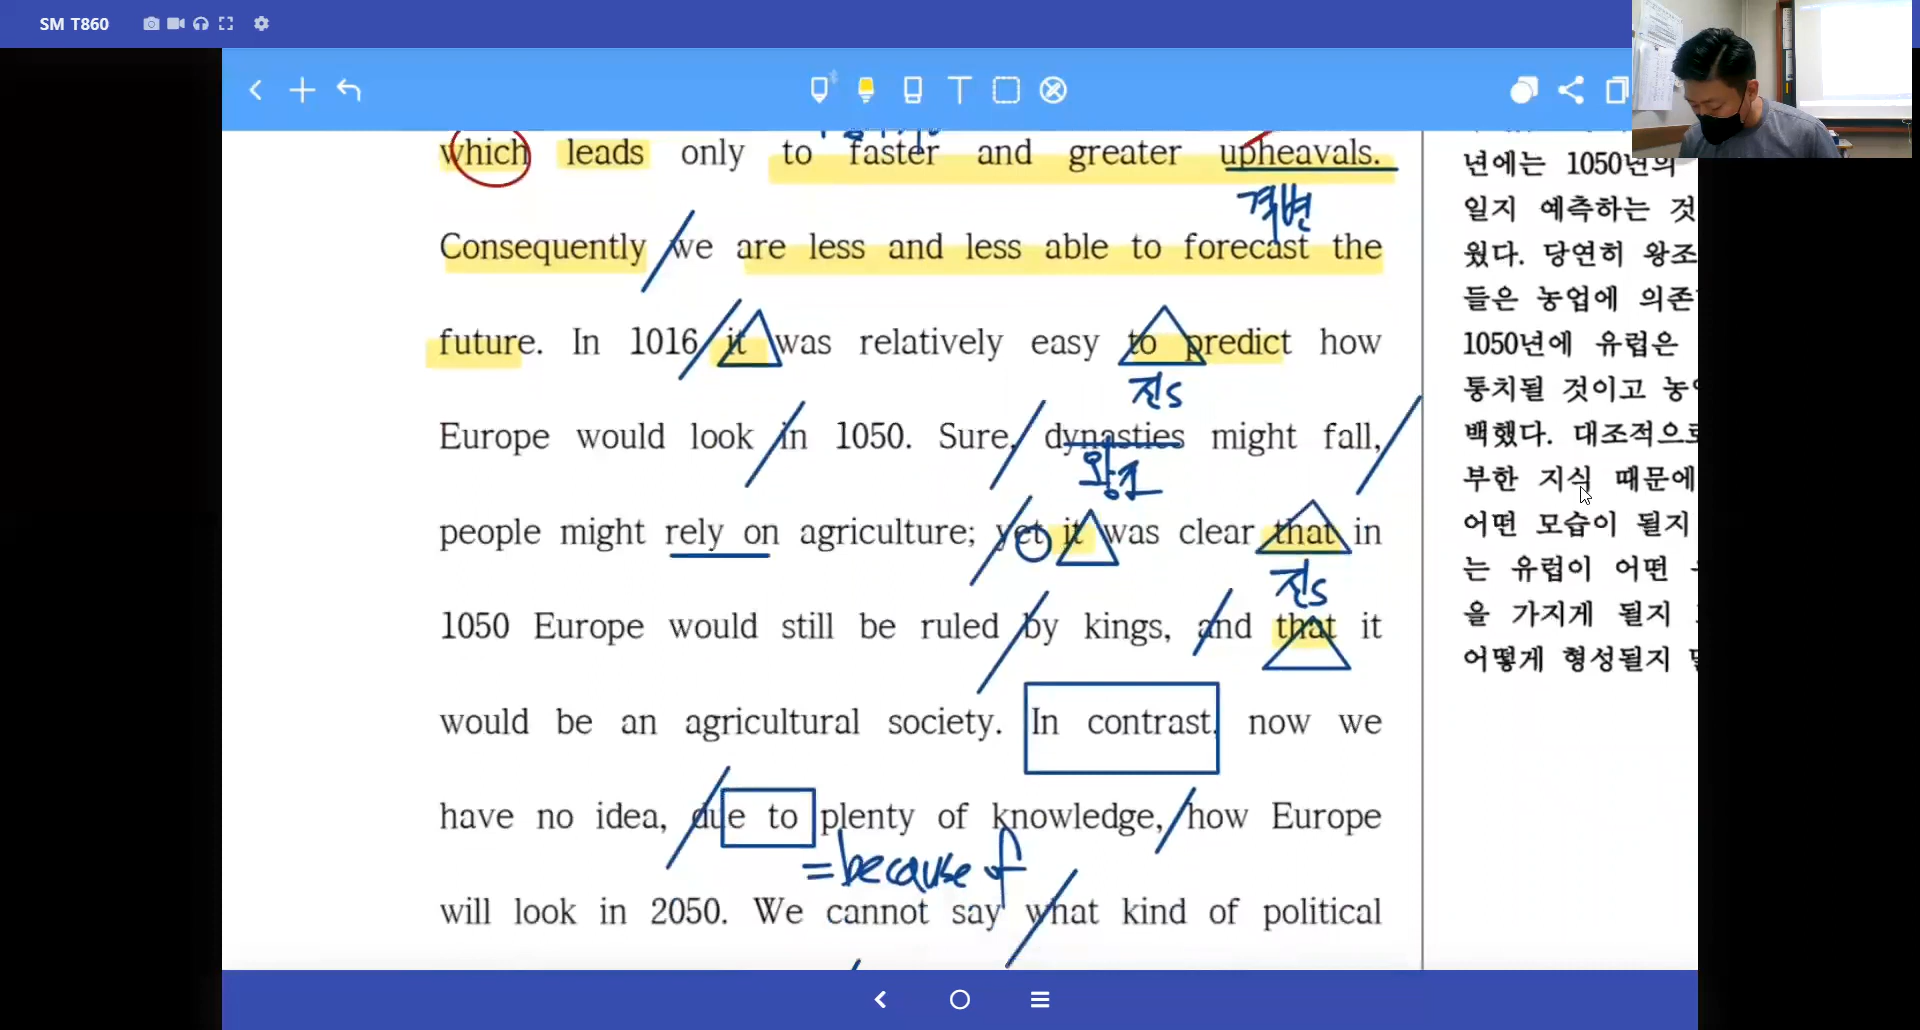 SM T860
which leads only to faster and greater upheavals.
격변
Consequently we are less and less able to forecast the
future. In 1016 it was relatively easy to predict how
진S
Europe would look in 1050. Sure, dynasties might fall,
왕조
people might rely on agriculture; yet it was clear that in
진S
1050 Europe would still be ruled by kings, and that it
would be an agricultural society. In contrast, now we
have no idea, due to plenty of knowledge, how Europe
=because of
will look in 2050. We cannot say what kind of political
년에는 1050년의
일지 예측하는 것
웠다. 당연히 왕조
들은 농업에 의존
1050년에 유럽은
통치될 것이고 농
백했다. 대조적으로
부한 지식 때문에
어떤 모습이 될지
는 유럽이 어떤
을 가지게 될지
어떻게 형성될지